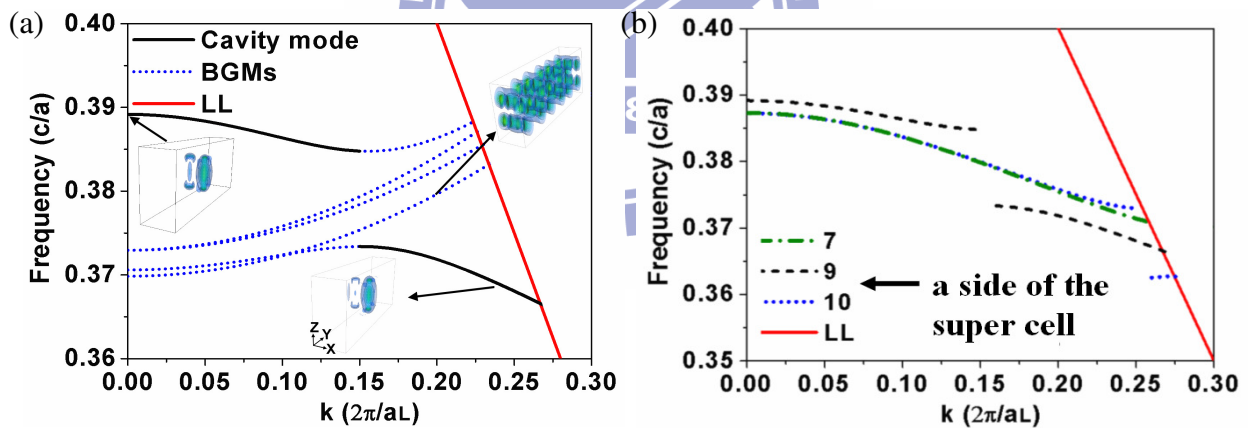 (a)
0.40
0.39
0.38
0.37
0.36
Frequency (c/a)
Cavity mode
BGMs
LL
Z
Y
X
0.00 0.05 0.10 0.15 0.20 0.25 0.30
k (2π/aL)
(b)
8
0.40
0.39
0.38
0.37
0.36
0.35
Frequency (c/a)
7
9
10
LL
a side of the
super cell
0.00 0.05 0.10 0.15 0.20 0.25 0.30
k (2π/aL)